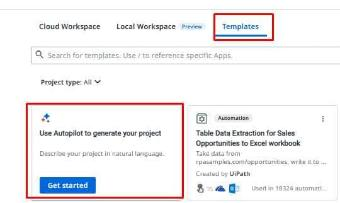 Cloud Workspace Local Workspace Preview Templates
Search for templates. Use / to reference specific Apps.
Project type: All
Use Autopilot to generate your project
Describe your project in natural language.
Get started
Automation
Table Data Extraction for Sales
Opportunities to Excel workbook
Take data from
rpasamples.com/opportunities, write it to ...
Created by UiPath
Used in 18324 automati...